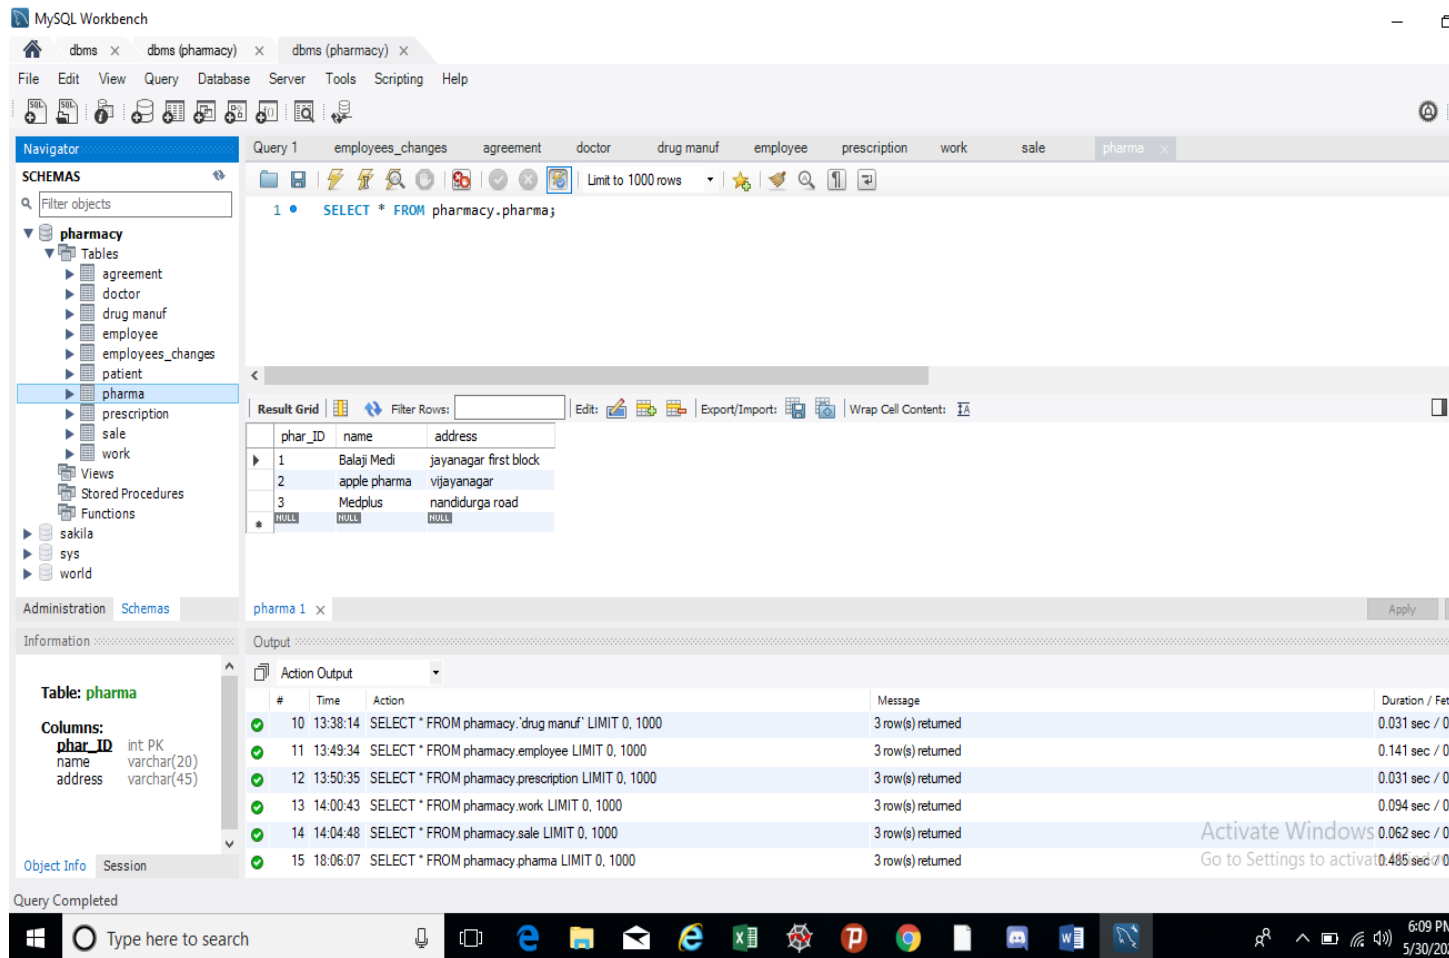 MySQL Workbench
dbms × dbms (pharmacy) × dbms (pharmacy) ×
File Edit View Query Database Server Tools Scripting Help
Navigator
SCHEMAS
Filter objects
pharmacy
Tables
agreement
doctor
drug manuf
employee
employees_changes
patient
pharma
prescription
sale
work
Views
Stored Procedures
Functions
sakila
sys
world
Administration Schemas
Information
Table: pharma
Columns:
phar_ID int PK
name varchar(20)
address varchar(45)
Object Info Session
Query 1 employees_changes agreement doctor drug manuf employee prescription work sale pharma ×
Limit to 1000 rows
1 SELECT * FROM pharmacy.pharma;
Result Grid Filter Rows: Edit: Export/Import: Wrap Cell Content:
phar_ID name address
1 Balaji Medi jayanagar first block
2 apple pharma vijayanagar
3 Medplus nandidurga road
NULL NULL NULL
pharma 1 ×
Apply
Output
Action Output
# Time Action Message Duration / Fet
10 13:38:14 SELECT * FROM pharmacy.`drug manuf` LIMIT 0, 1000 3 row(s) returned 0.031 sec / 0
11 13:49:34 SELECT * FROM pharmacy.employee LIMIT 0, 1000 3 row(s) returned 0.141 sec / 0
12 13:50:35 SELECT * FROM pharmacy.prescription LIMIT 0, 1000 3 row(s) returned 0.031 sec / 0
13 14:00:43 SELECT * FROM pharmacy.work LIMIT 0, 1000 3 row(s) returned 0.094 sec / 0
14 14:04:48 SELECT * FROM pharmacy.sale LIMIT 0, 1000 3 row(s) returned 0.062 sec / 0
15 18:06:07 SELECT * FROM pharmacy.pharma LIMIT 0, 1000 3 row(s) returned 0.485 sec / 0
Activate Windows
Go to Settings to activate Windo
Query Completed
Type here to search
6:09 PM
5/30/20